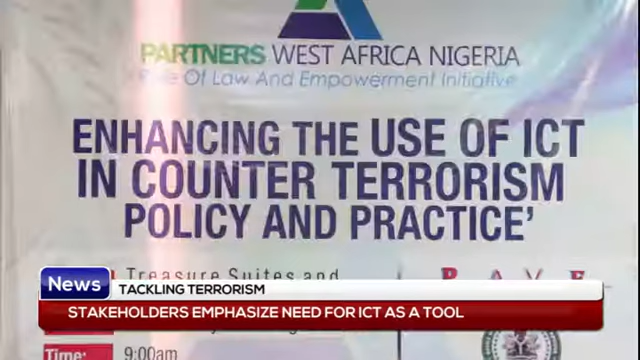 PARTNERS WEST AFRICA NIGERIA
Rule Of Law And Empowerment Initiative
ENHANCING THE USE OF ICT
IN COUNTER TERRORISM
POLICY AND PRACTICE'
Treasure Suites and
News
TACKLING TERRORISM
STAKEHOLDERS EMPHASIZE NEED FOR ICT AS A TOOL
Time:
9:00am